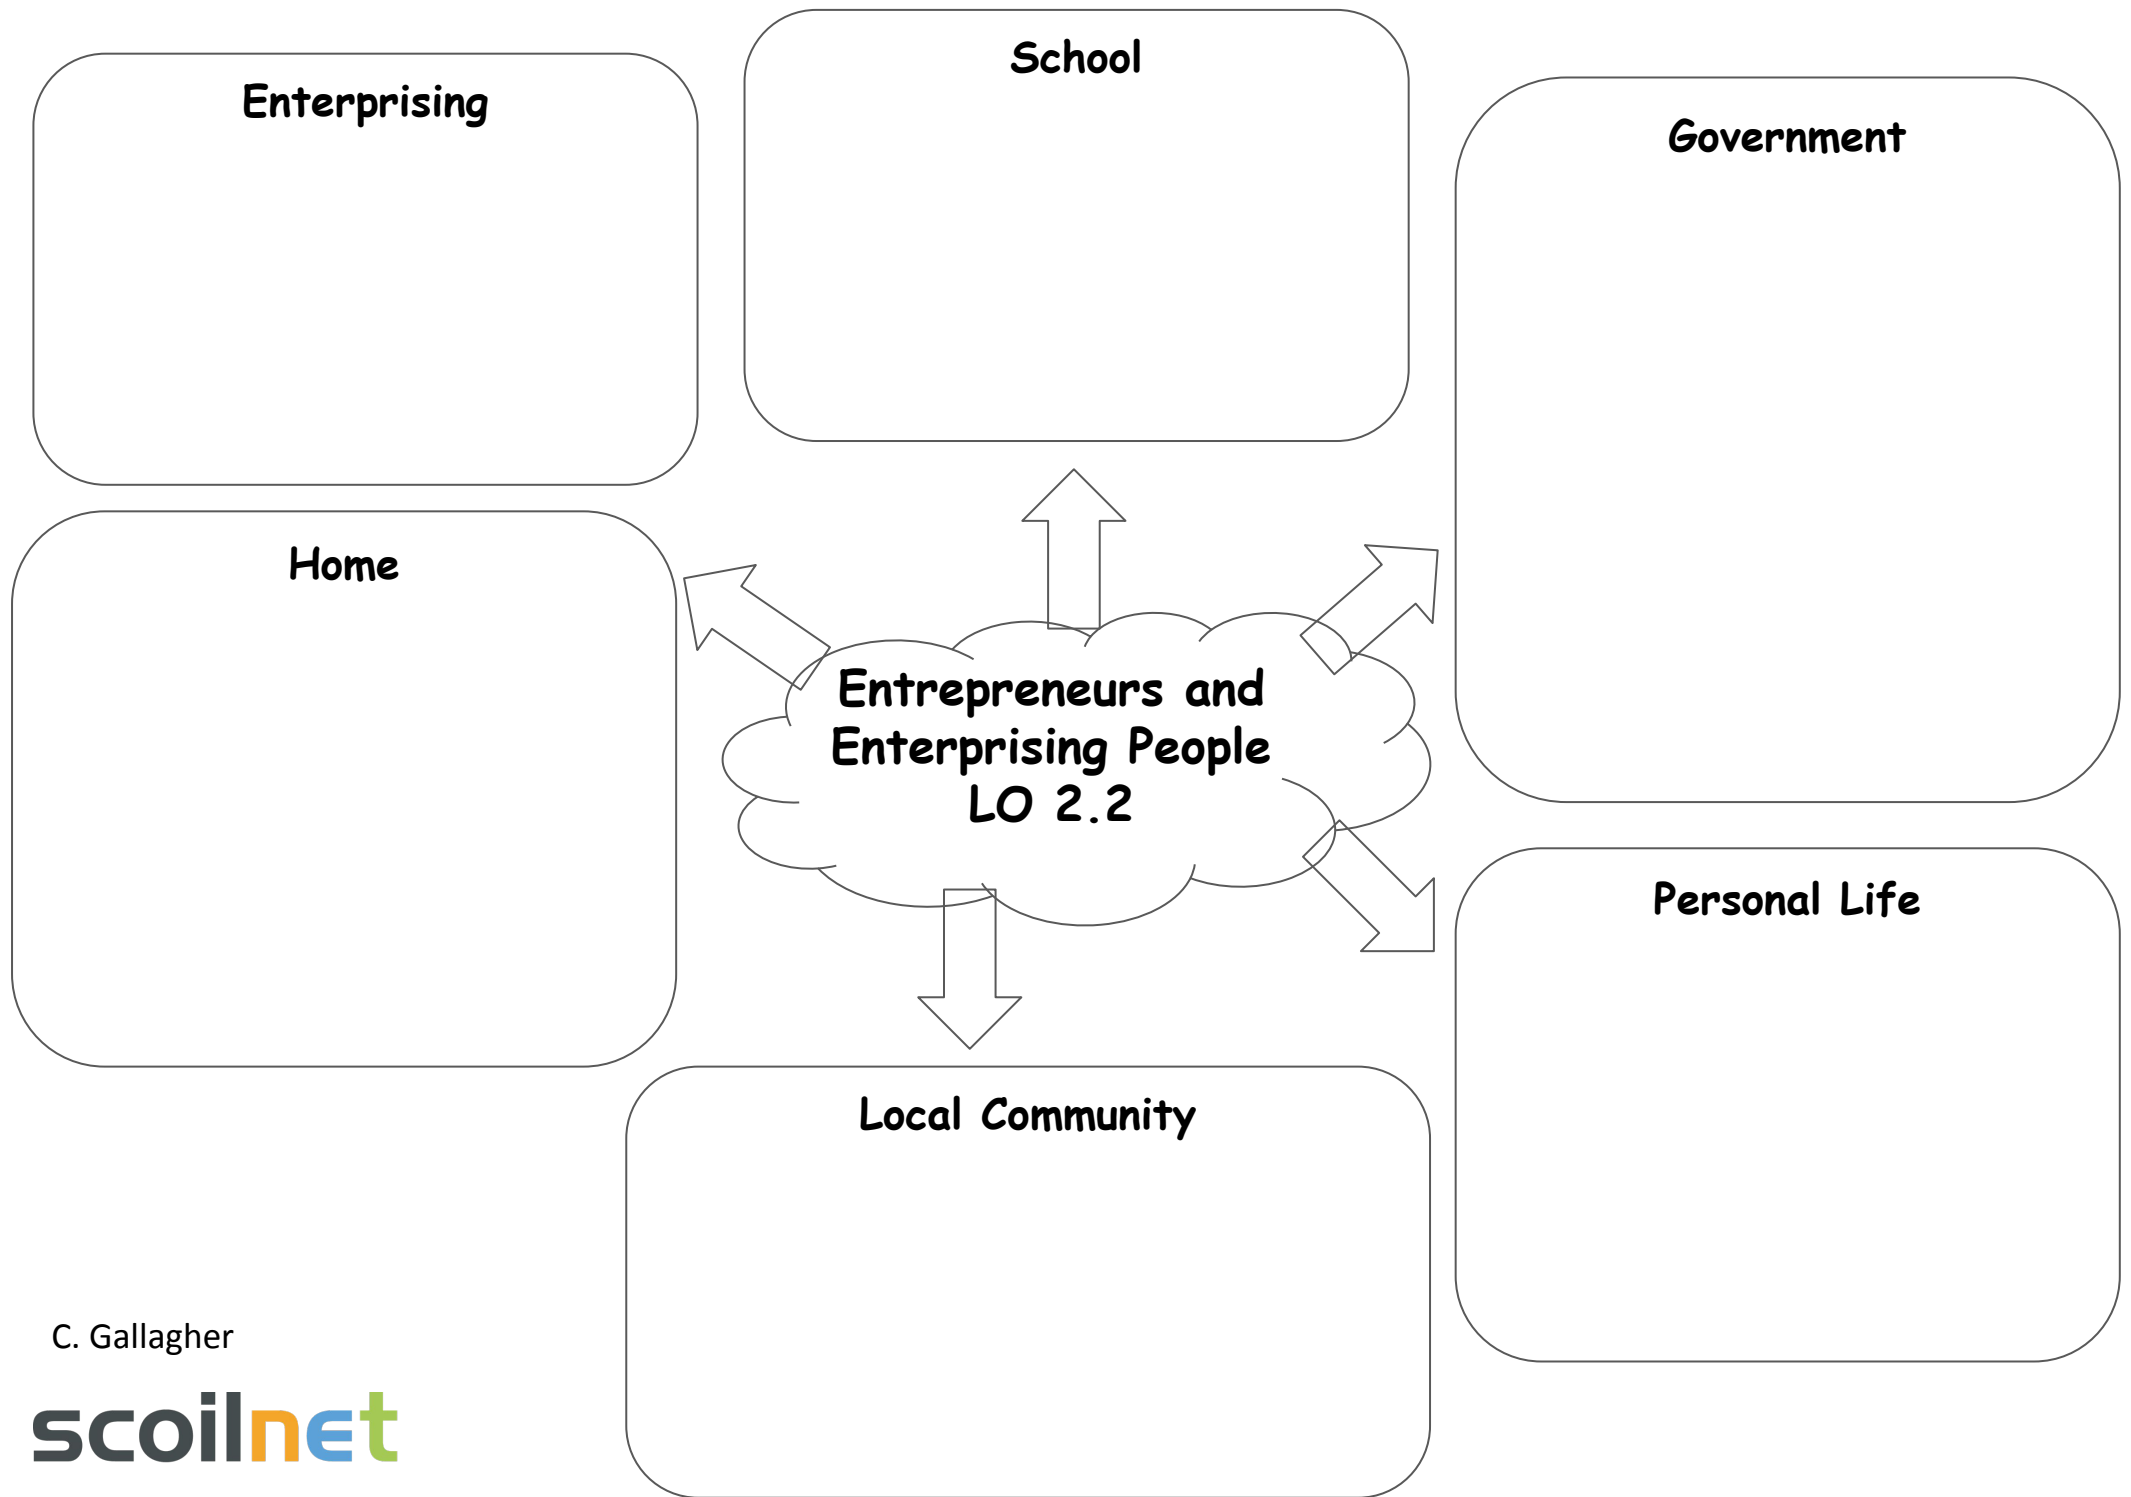 School
Enterprising
Government
Home
Entrepreneurs and
Enterprising People
LO 2.2
Personal Life
Local Community
C. Gallagher
scoilnet